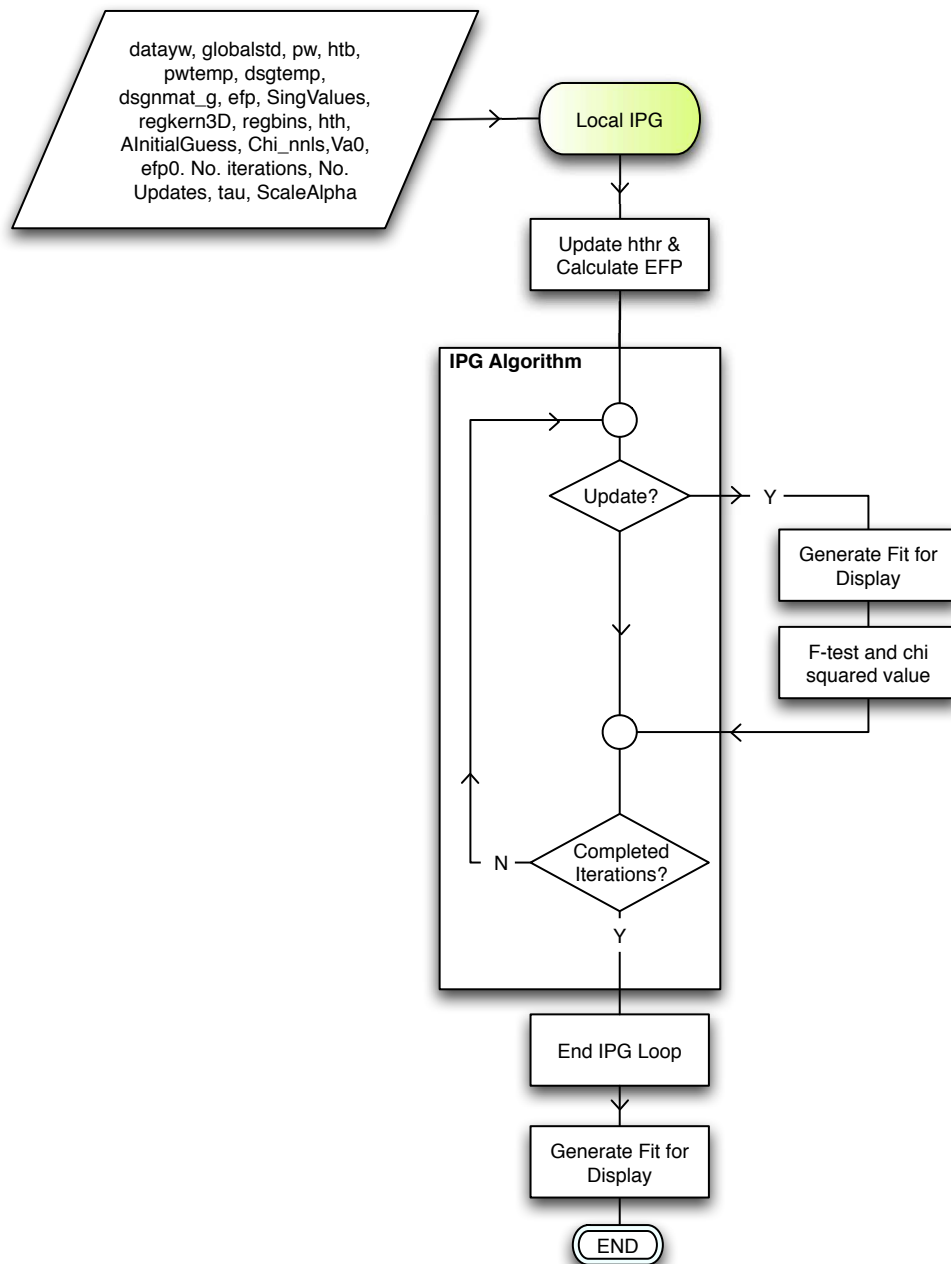 datayw, globalstd, pw, htb,
pwtemp, dsgtemp,
dsgnmat_g, efp, SingValues,
regkern3D, regbins, hth,
AInitialGuess, Chi_nnls,Va0,
efp0. No. iterations, No.
Updates, tau, ScaleAlpha
Local IPG
Update hthr &
Calculate EFP
IPG Algorithm
Update?
Y
Generate Fit for
Display
F-test and chi
squared value
Completed
Iterations?
N
Y
End IPG Loop
Generate Fit for
Display
END